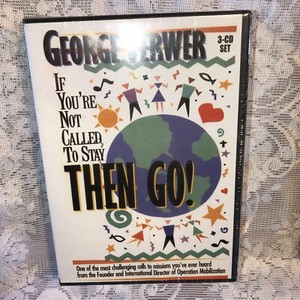 GEORGE VERWER
3-CD
SET
IF
YOU'RE
NOT
CALLED
TO STAY,
THEN GO!
One of the most challenging calls to missions you've ever heard
from the Founder and International Director of Operation Mobilization